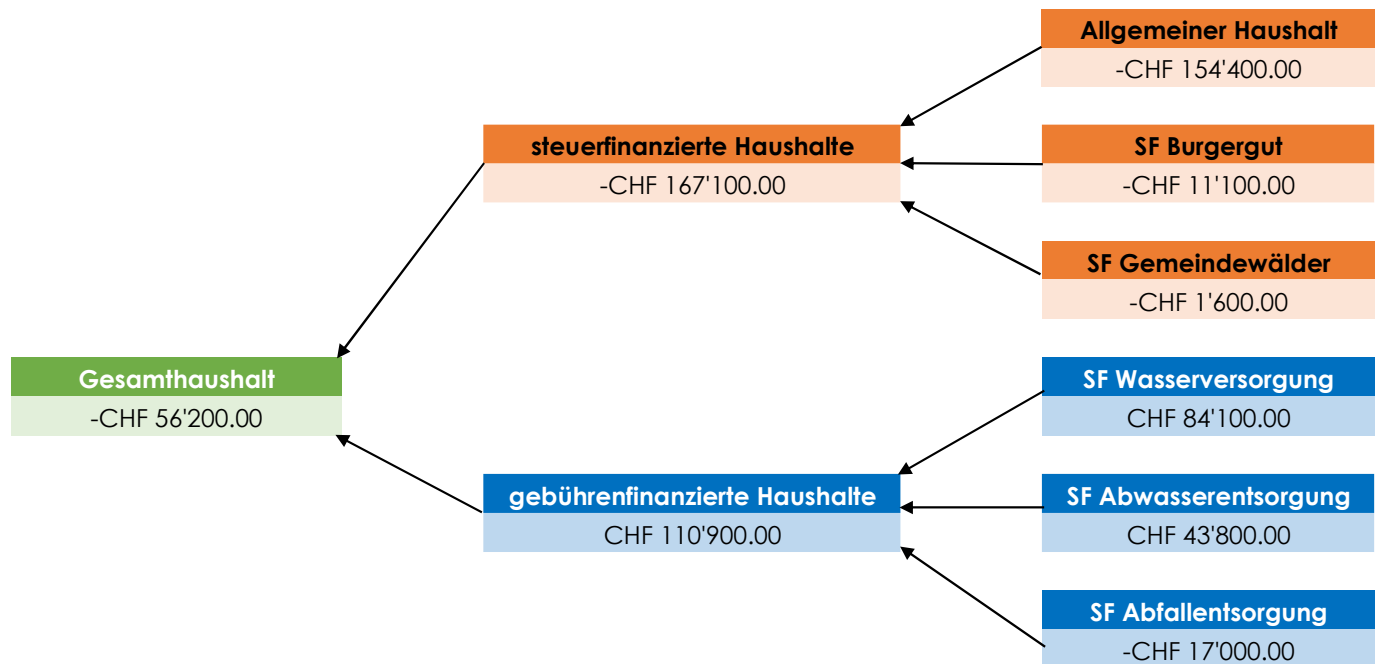 Allgemeiner Haushalt
-CHF 154'400.00
steuerfinanzierte Haushalte
-CHF 167'100.00
SF Burgergut
-CHF 11'100.00
SF Gemeindewälder
-CHF 1'600.00
Gesamthaushalt
-CHF 56'200.00
SF Wasserversorgung
CHF 84'100.00
gebührenfinanzierte Haushalte
CHF 110'900.00
SF Abwasserentsorgung
CHF 43'800.00
SF Abfallentsorgung
-CHF 17'000.00